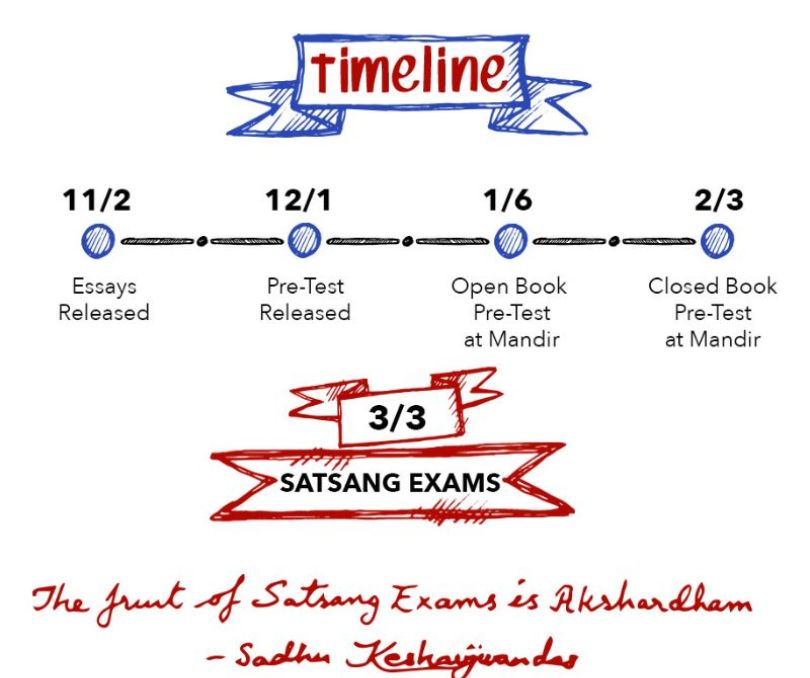 timeline
11/2 12/1 1/6 2/3
Essays Pre-Test Open Book Closed Book
Released Released Pre-Test Pre-Test
at Mandir at Mandir
3/3
SATSANG EXAMS
The fruit of Satsang Exams is Akshardham
- Sadhu Keshavjivandas